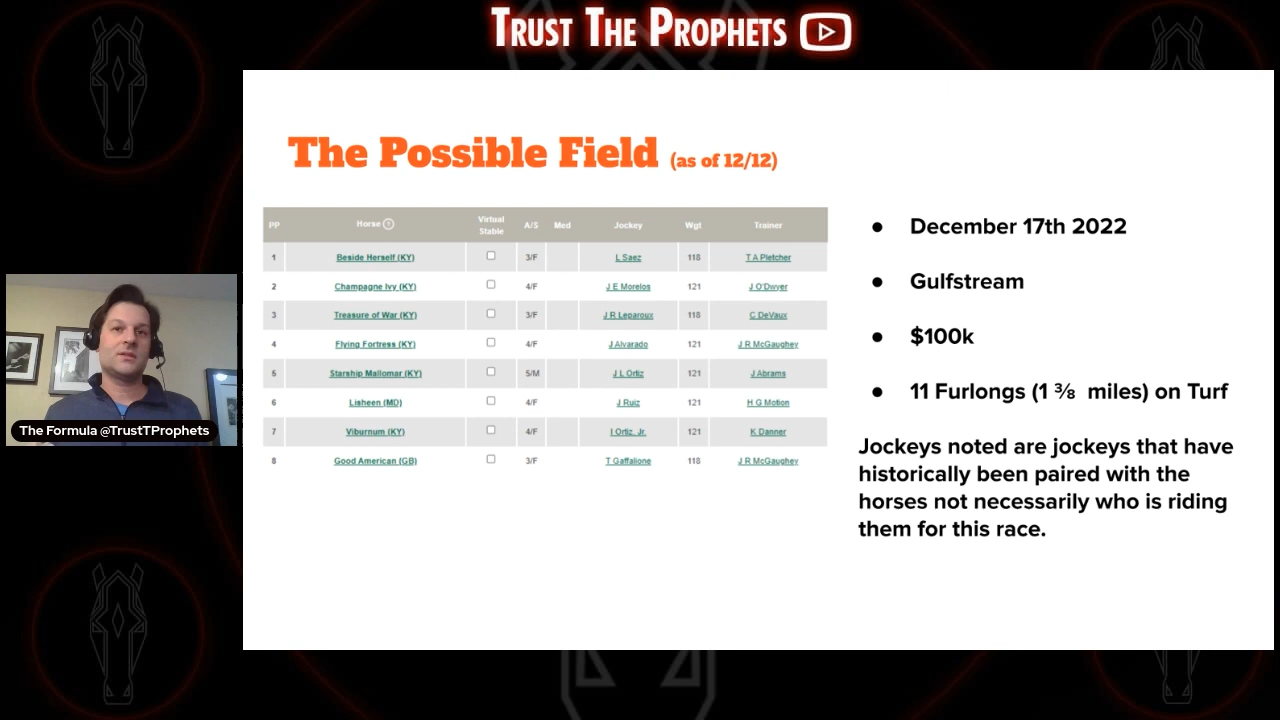 TRUST THE PROPHETS
The Possible Field (as of 12/12)
PP Horse ? Virtual Stable A/S Med Jockey Wgt Trainer
1 Beside Herself (KY) 3/F L Saez 118 T A Pletcher
2 Champagne Ivy (KY) 4/F J E Morelos 121 J O'Dwyer
3 Treasure of War (KY) 3/F J R Leparoux 118 C DeVaux
4 Flying Fortress (KY) 4/F J Alvarado 121 J R McGaughey
5 Starship Mallomar (KY) 5/M J L Ortiz 121 J Abrams
6 Lisheen (MD) 4/F J Ruiz 121 H G Motion
7 Viburnum (KY) 4/F I Ortiz, Jr. 121 K Danner
8 Good American (GB) 3/F T Gaffalione 118 J R McGaughey
● December 17th 2022
● Gulfstream
● $100k
● 11 Furlongs (1 ⅜ miles) on Turf
Jockeys noted are jockeys that have
historically been paired with the
horses not necessarily who is riding
them for this race.
The Formula @TrustTProphets